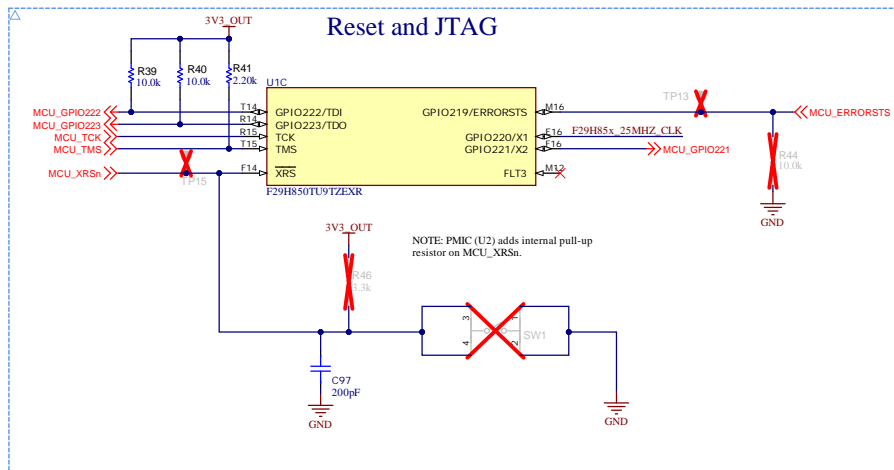 Reset and JTAG
3V3_OUT
R39
10.0k
R40
10.0k
R41
2.20k
U1C
MCU_GPIO222
T14
GPIO222/TDI
MCU_GPIO223
R14
GPIO223/TDO
MCU_TCK
R15
TCK
MCU_TMS
T15
TMS
MCU_XRSn
TP15
F14
XRS
GPIO219/ERRORSTS
M16
TP13
MCU_ERRORSTS
GPIO220/X1
E16
F29H85x_25MHZ_CLK
GPIO221/X2
F16
MCU_GPIO221
FLT3
M12
R44
10.0k
GND
F29H850TU9TZEXR
3V3_OUT
NOTE: PMIC (U2) adds internal pull-up
resistor on MCU_XRSn.
R46
3.3k
3
4
1
2
SW1
C97
200pF
GND
GND